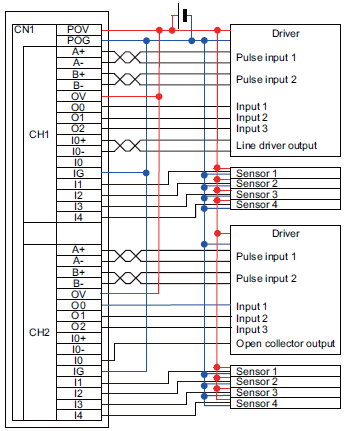 CN1
POV
POG
CH1
A+
A-
B+
B-
OV
O0
O1
O2
I0+
I0-
I0
IG
I1
I2
I3
I4
CH2
A+
A-
B+
B-
OV
O0
O1
O2
I0+
I0-
I0
IG
I1
I2
I3
I4
Driver
Pulse input 1
Pulse input 2
Input 1
Input 2
Input 3
Line driver output
Sensor 1
Sensor 2
Sensor 3
Sensor 4
Driver
Pulse input 1
Pulse input 2
Input 1
Input 2
Input 3
Open collector output
Sensor 1
Sensor 2
Sensor 3
Sensor 4